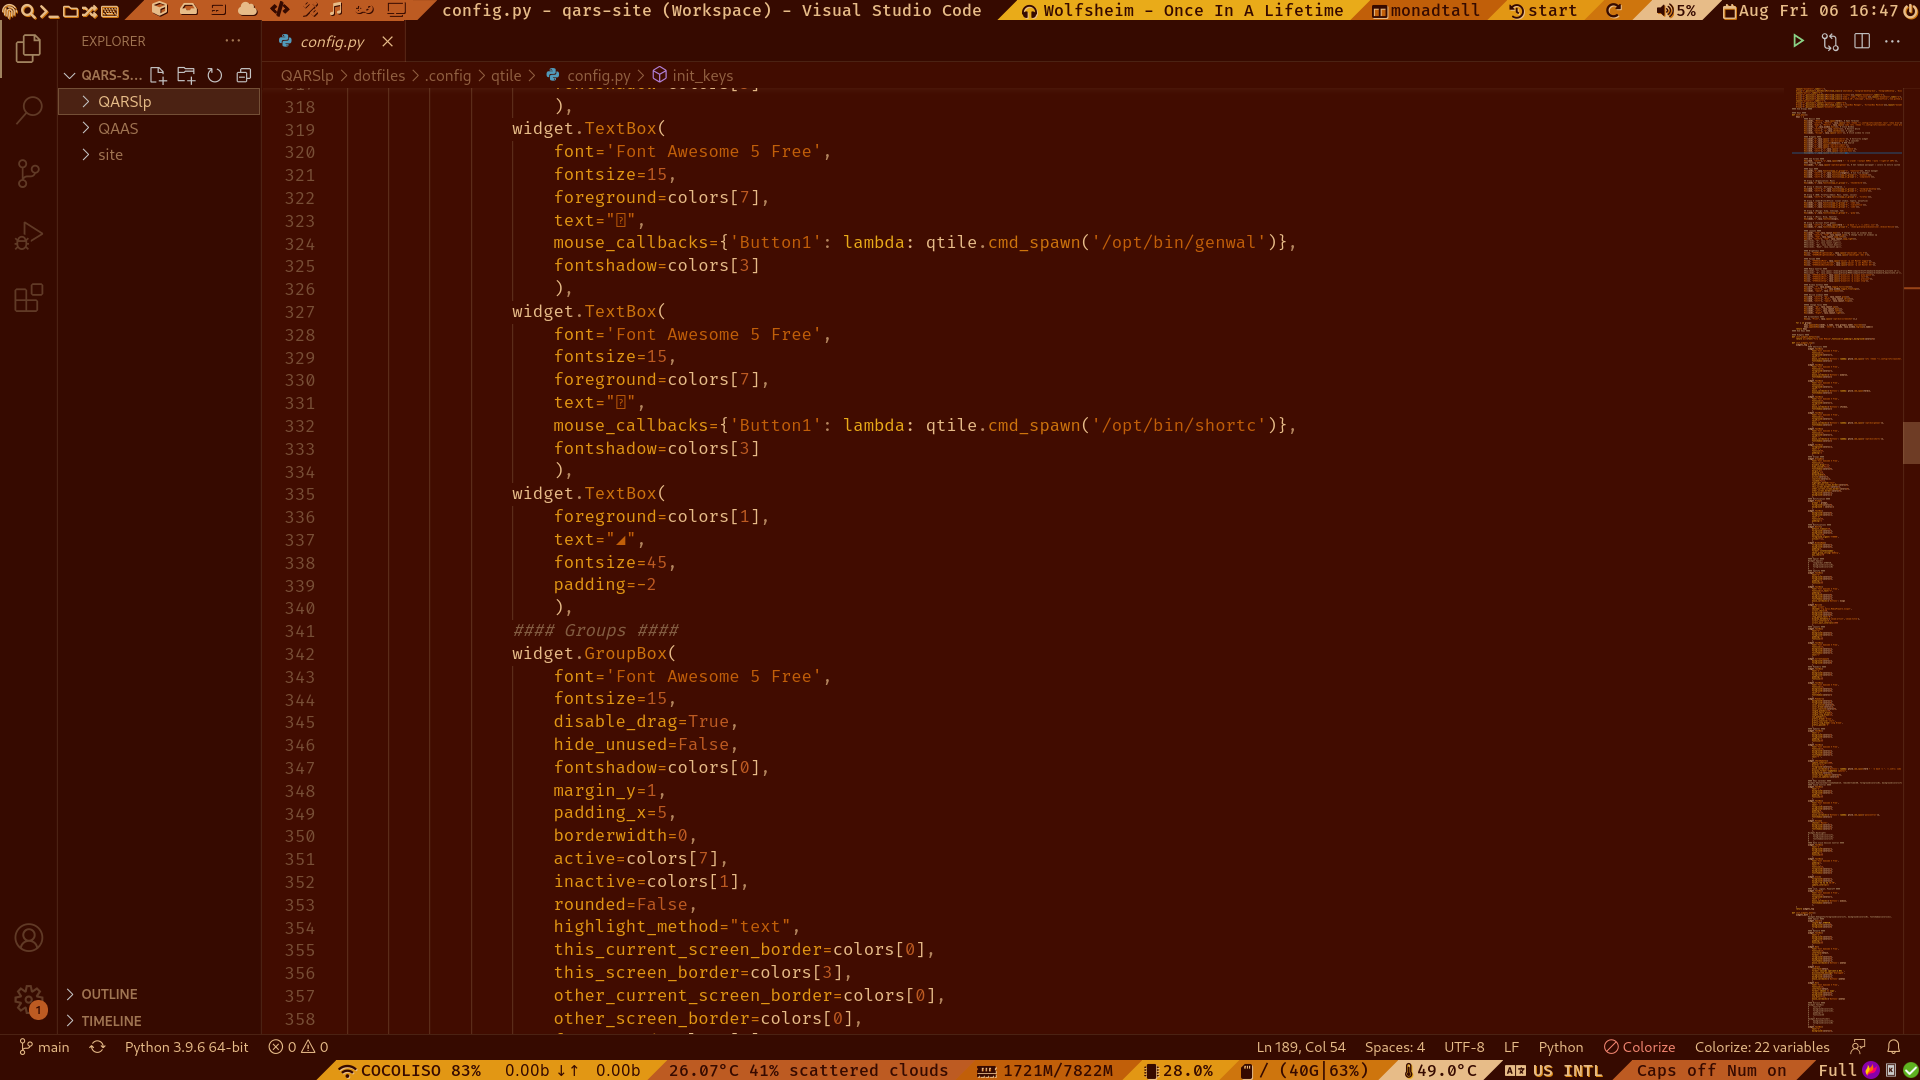 config.py - qars-site (Workspace) - Visual Studio Code
Wolfsheim - Once In A Lifetime
monadtall
start
5%
Aug Fri 06 16:47
EXPLORER
config.py
QARS-S...
QARSlp > dotfiles > .config > qtile > config.py > init_keys
QARSlp
QAAS
site
318 ),
319 widget.TextBox(
320 font='Font Awesome 5 Free',
321 fontsize=15,
322 foreground=colors[7],
323 text="",
324 mouse_callbacks={'Button1': lambda: qtile.cmd_spawn('/opt/bin/genwal')},
325 fontshadow=colors[3]
326 ),
327 widget.TextBox(
328 font='Font Awesome 5 Free',
329 fontsize=15,
330 foreground=colors[7],
331 text="",
332 mouse_callbacks={'Button1': lambda: qtile.cmd_spawn('/opt/bin/shortc')},
333 fontshadow=colors[3]
334 ),
335 widget.TextBox(
336 foreground=colors[1],
337 text="◢",
338 fontsize=45,
339 padding=-2
340 ),
341 #### Groups ####
342 widget.GroupBox(
343 font='Font Awesome 5 Free',
344 fontsize=15,
345 disable_drag=True,
346 hide_unused=False,
347 fontshadow=colors[0],
348 margin_y=1,
349 padding_x=5,
350 borderwidth=0,
351 active=colors[7],
352 inactive=colors[1],
353 rounded=False,
354 highlight_method="text",
355 this_current_screen_border=colors[0],
356 this_screen_border=colors[3],
357 other_current_screen_border=colors[0],
358 other_screen_border=colors[0],
OUTLINE
TIMELINE
1
main
Python 3.9.6 64-bit
0 0
Ln 189, Col 54
Spaces: 4
UTF-8
LF
Python
Colorize
Colorize: 22 variables
COCOLISO 83%
0.00b ↓↑ 0.00b
26.07°C 41% scattered clouds
1721M/7822M
28.0%
/ (40G|63%)
49.0°C
US INTL
Caps off Num on
Full